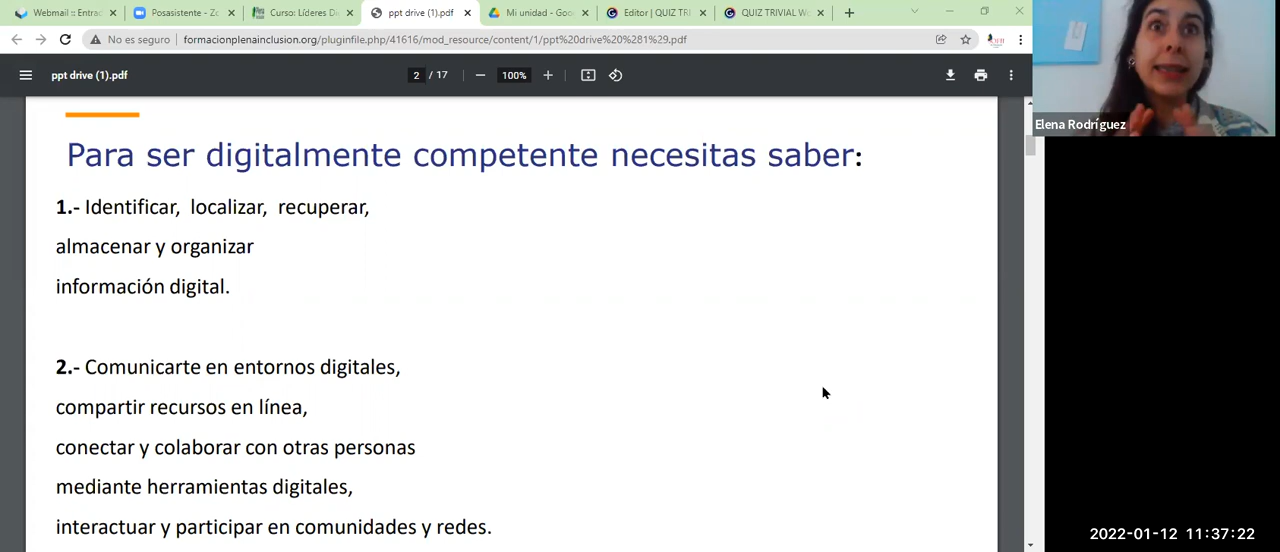 Webmail :: Entrad
Posasistente - Zo
Curso: Líderes Di
ppt drive (1).pdf
Mi unidad - Goo
Editor | QUIZ TRI
QUIZ TRIVIAL W
No es seguro
formacionplenainclusion.org/pluginfile.php/41616/mod_resource/content/1/ppt%20drive%20%281%29.pdf
ppt drive (1).pdf
2 / 17
100%
Elena Rodríguez
Para ser digitalmente competente necesitas saber:
1.- Identificar, localizar, recuperar,
almacenar y organizar
información digital.
2.- Comunicarte en entornos digitales,
compartir recursos en línea,
conectar y colaborar con otras personas
mediante herramientas digitales,
interactuar y participar en comunidades y redes.
2022-01-12 11:37:22